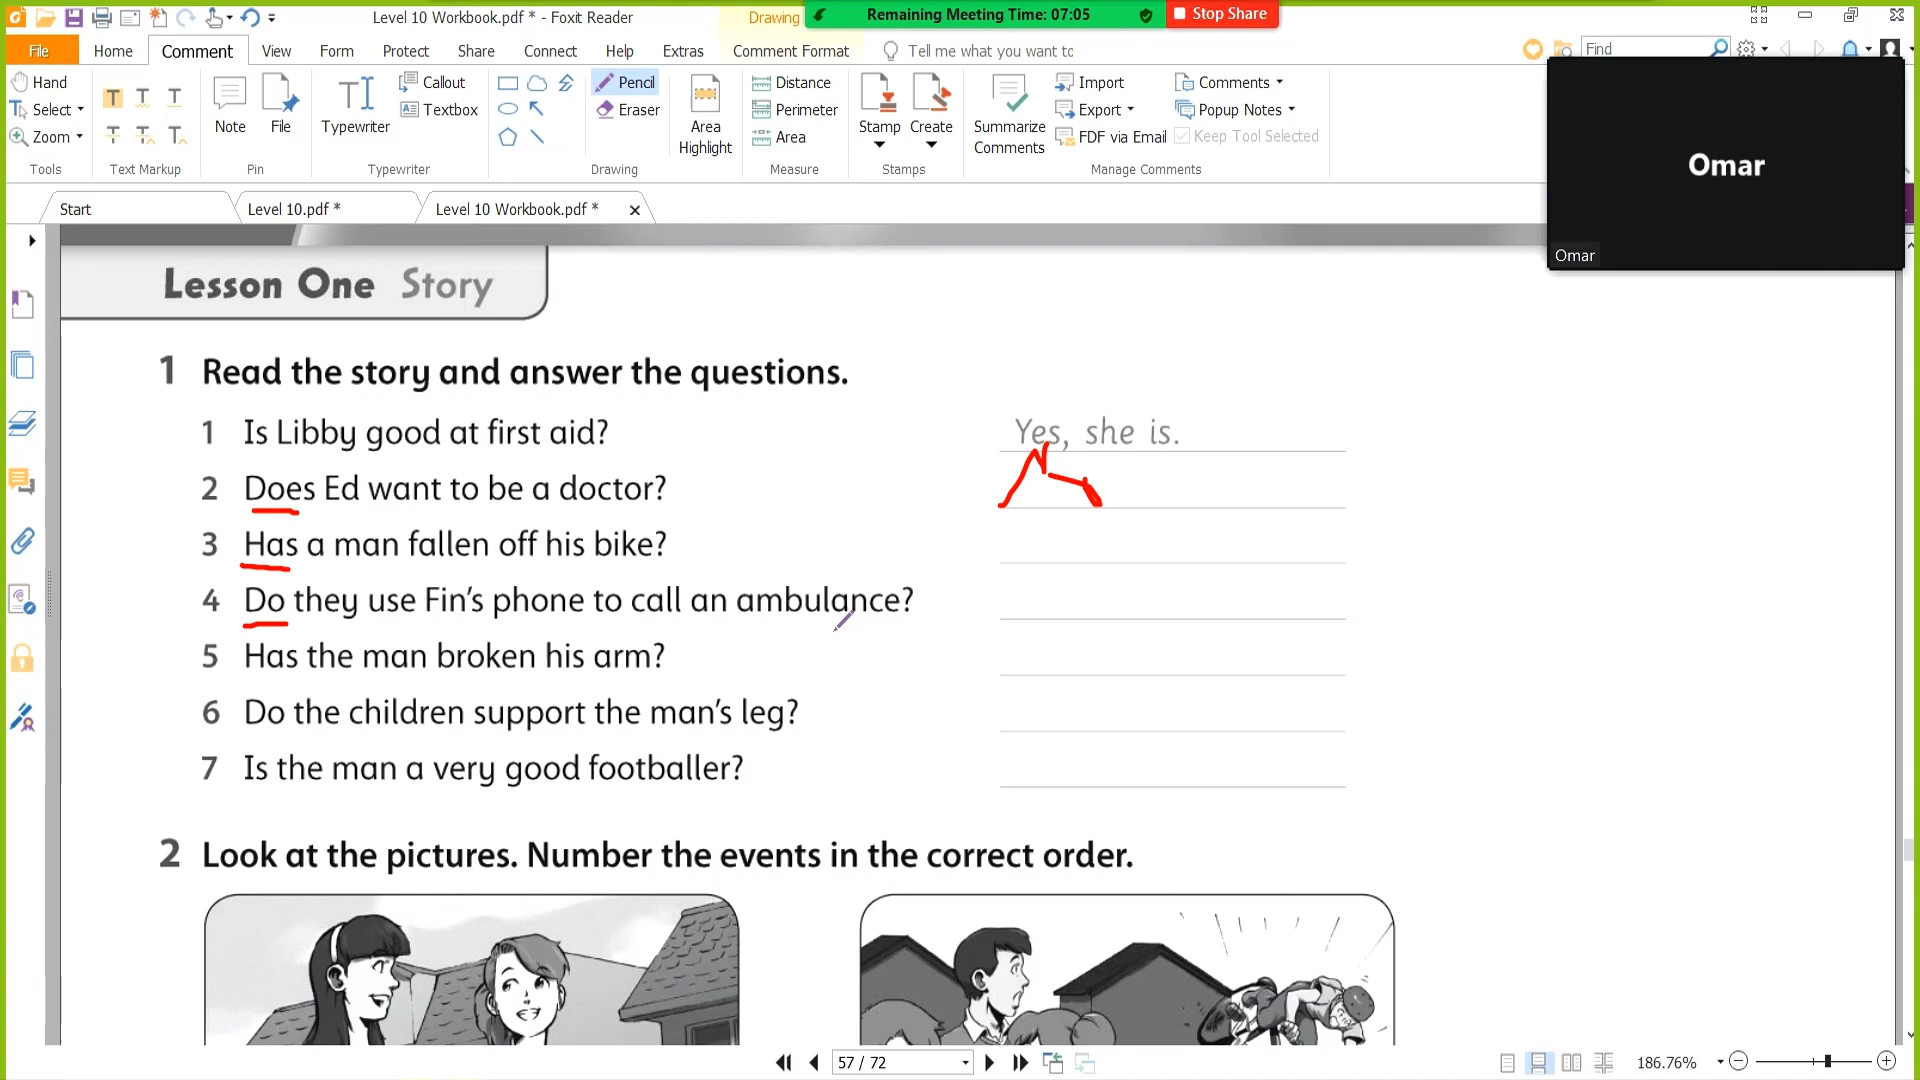 Level 10 Workbook.pdf * - Foxit Reader
Drawing
Remaining Meeting Time: 07:05
Stop Share
File Home Comment View Form Protect Share Connect Help Extras Comment Format
Tell me what you want to
Find
Hand
Select
Zoom
Tools
Text Markup
Note
File
Pin
Typewriter
Callout
Textbox
Typewriter
Pencil
Eraser
Drawing
Area
Highlight
Distance
Perimeter
Area
Measure
Stamp
Create
Stamps
Summarize
Comments
Import
Export
FDF via Email
Comments
Popup Notes
Keep Tool Selected
Manage Comments
Omar
Omar
Start
Level 10.pdf *
Level 10 Workbook.pdf *
Lesson One Story
1 Read the story and answer the questions.
1 Is Libby good at first aid? Yes, she is.
2 Does Ed want to be a doctor?
3 Has a man fallen off his bike?
4 Do they use Fin's phone to call an ambulance?
5 Has the man broken his arm?
6 Do the children support the man's leg?
7 Is the man a very good footballer?
2 Look at the pictures. Number the events in the correct order.
57 / 72
186.76%